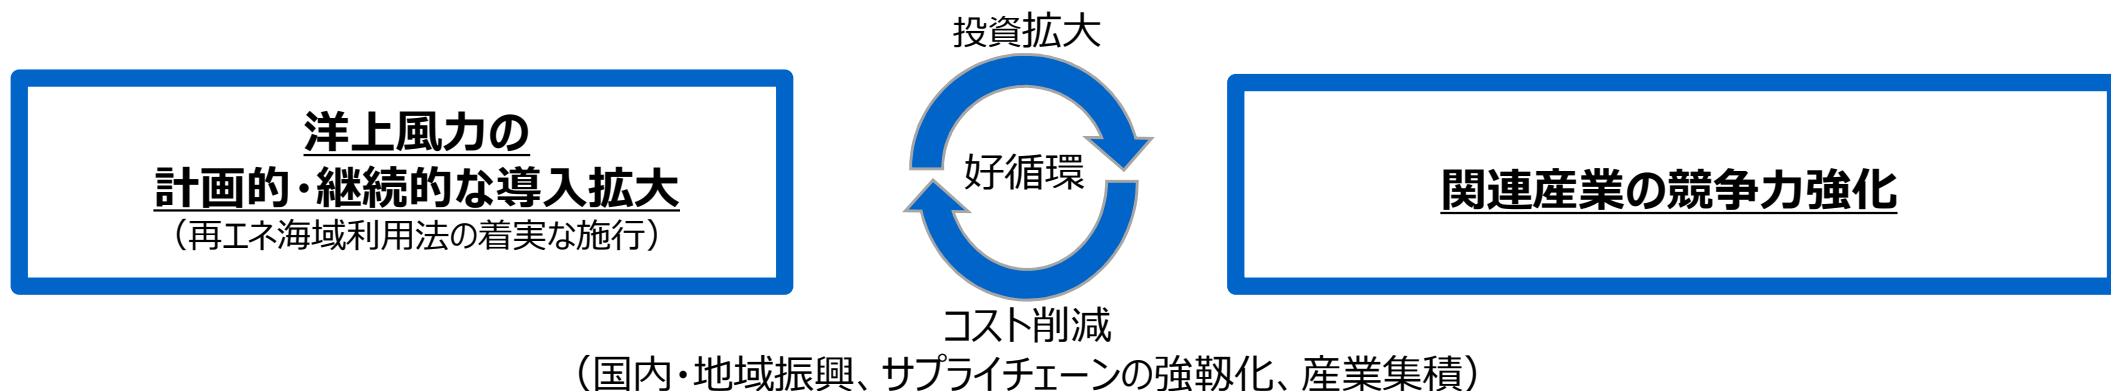 投資拡大
洋上風力の
計画的・継続的な導入拡大
（再エネ海域利用法の着実な施行）
好循環
関連産業の競争力強化
コスト削減
（国内・地域振興、サプライチェーンの強靱化、産業集積）